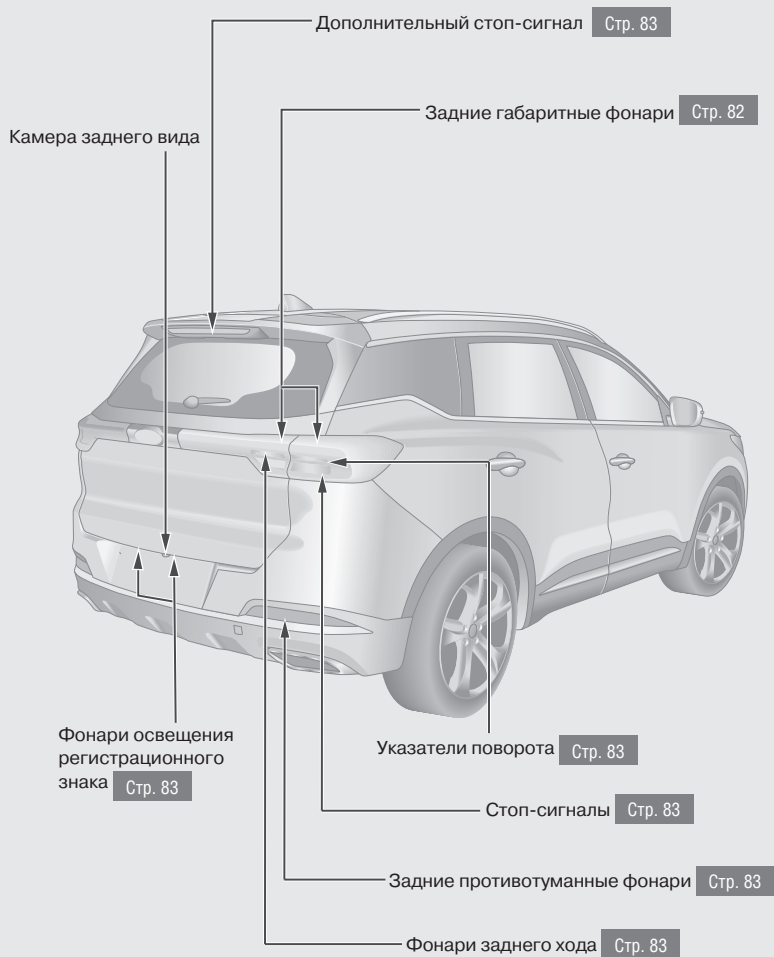 Дополнительный стоп-сигнал Стр. 83
Задние габаритные фонари Стр. 82
Камера заднего вида
Фонари освещения
регистрационного
знака Стр. 83
Указатели поворота Стр. 83
Стоп-сигналы Стр. 83
Задние противотуманные фонари Стр. 83
Фонари заднего хода Стр. 83